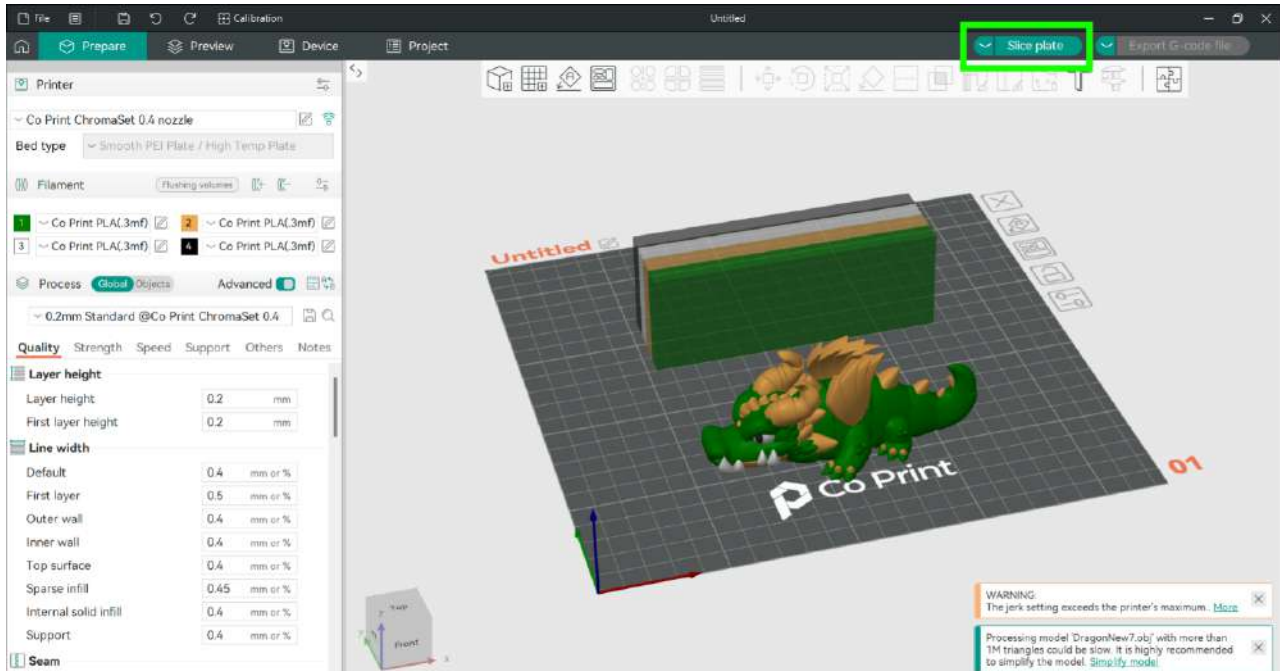 File
Calibration
Untitled
Prepare
Preview
Device
Project
Slice plate
Export G-code file
Printer
Co Print ChromaSet 0.4 nozzle
Bed type
Smooth PEI Plate / High Temp Plate
Filament
Flushing volumes
1 Co Print PLA(.3mf) 2 Co Print PLA(.3mf)
3 Co Print PLA(.3mf) 4 Co Print PLA(.3mf)
Process Global Objects Advanced
0.2mm Standard @Co Print ChromaSet 0.4
Quality Strength Speed Support Others Notes
Layer height
Layer height 0.2 mm
First layer height 0.2 mm
Line width
Default 0.4 mm or %
First layer 0.5 mm or %
Outer wall 0.4 mm or %
Inner wall 0.4 mm or %
Top surface 0.4 mm or %
Sparse infill 0.45 mm or %
Internal solid infill 0.4 mm or %
Support 0.4 mm or %
Seam
Untitled
Co Print
01
Front
WARNING:
The jerk setting exceeds the printer's maximum.. More
Processing model 'DragonNew7.obj' with more than
1M triangles could be slow. It is highly recommended
to simplify the model. Simplify model